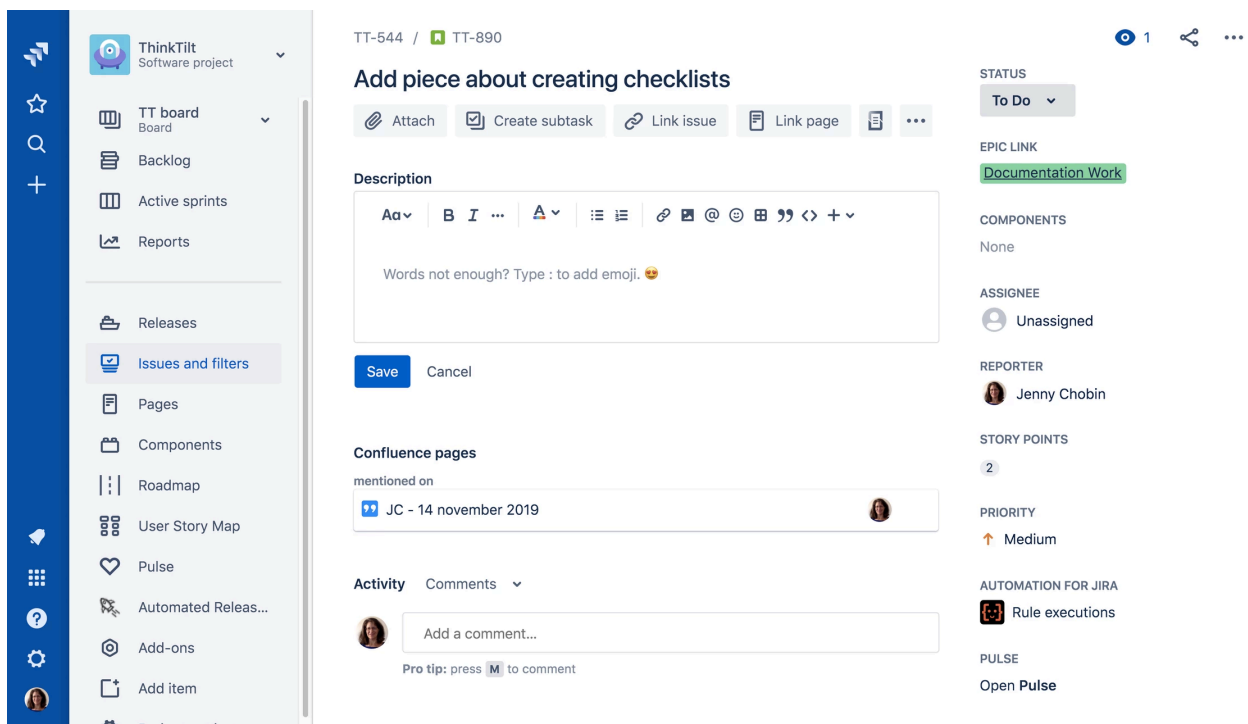 ThinkTilt
Software project
TT board
Board
Backlog
Active sprints
Reports
Releases
Issues and filters
Pages
Components
Roadmap
User Story Map
Pulse
Automated Releas...
Add-ons
Add item
TT-544 / TT-890
1
Add piece about creating checklists
Attach Create subtask Link issue Link page
Description
Aa B I A
Words not enough? Type : to add emoji. 😍
Save Cancel
Confluence pages
mentioned on
JC - 14 november 2019
Activity Comments
Add a comment...
Pro tip: press M to comment
STATUS
To Do
EPIC LINK
Documentation Work
COMPONENTS
None
ASSIGNEE
Unassigned
REPORTER
Jenny Chobin
STORY POINTS
2
PRIORITY
Medium
AUTOMATION FOR JIRA
Rule executions
PULSE
Open Pulse